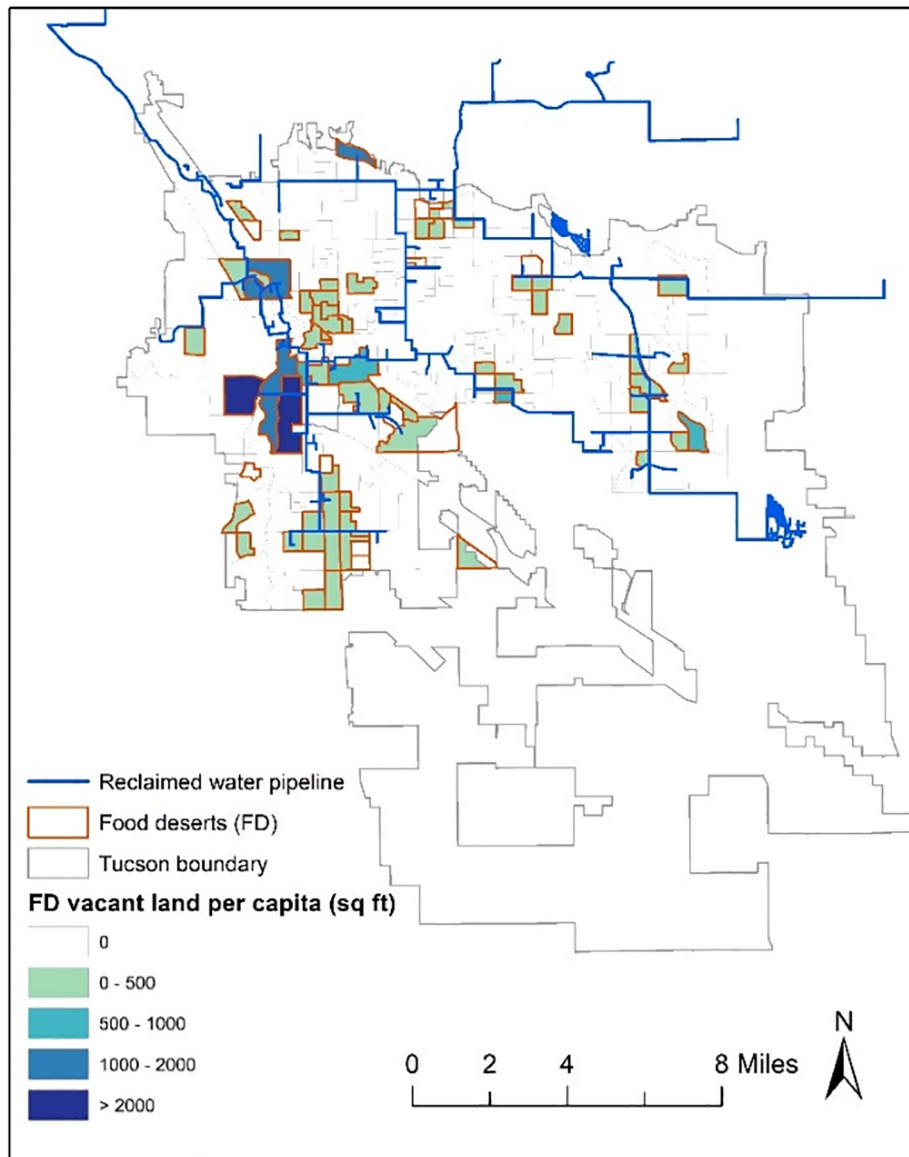 Reclaimed water pipeline
Food deserts (FD)
Tucson boundary
FD vacant land per capita (sq ft)
0
0 - 500
500 - 1000
1000 - 2000
> 2000
0 2 4 8 Miles
N